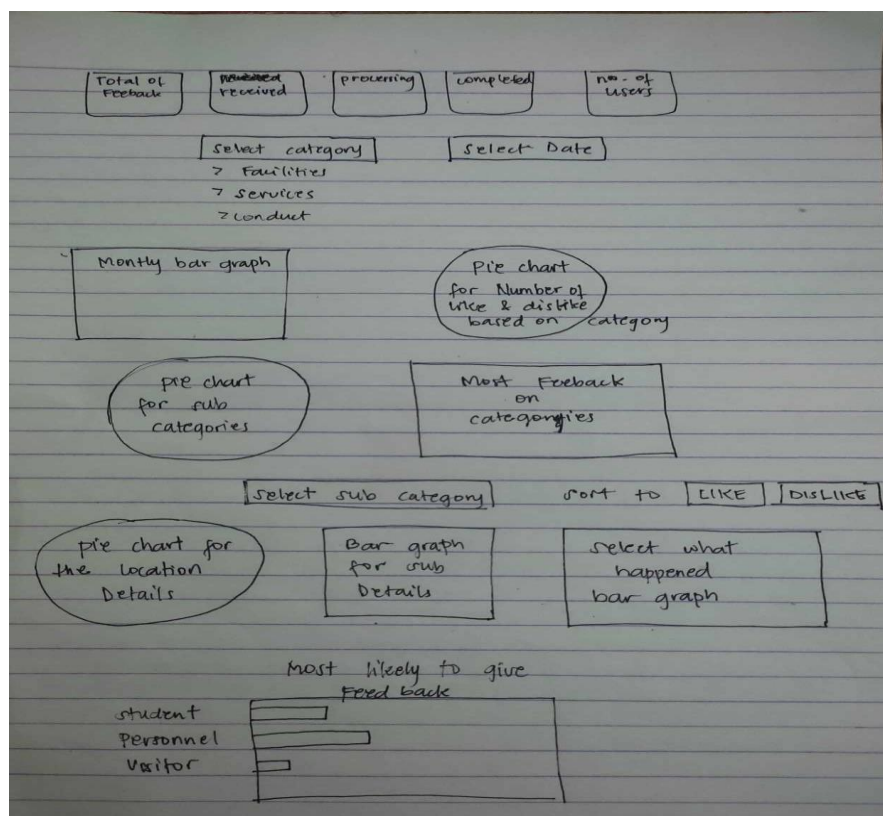 Total of
Feeback
received
processing
completed
no. of
users
select category
select Date
> Facilities
> services
> conduct
Montly bar graph
Pie chart
for Number of
like & dislike
based on category
pie chart
for sub
categories
Most Feeback
on
categories
select sub category
sort to
LIKE
DISLIKE
pie chart for
the location
Details
Bar graph
for sub
Details
select what
happened
bar graph
Most likely to give
Feed back
student
Personnel
Visitor